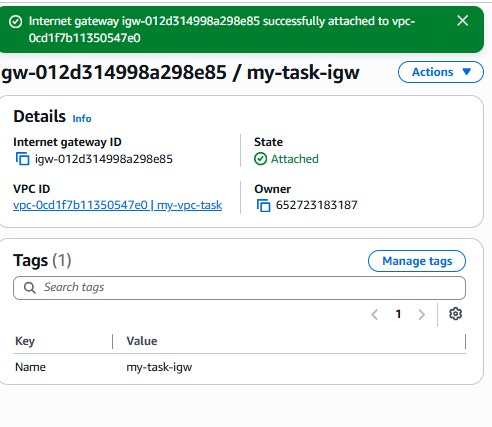 Internet gateway igw-012d314998a298e85 successfully attached to vpc-
0cd1f7b11350547e0
igw-012d314998a298e85 / my-task-igw
Actions
Details Info
Internet gateway ID
igw-012d314998a298e85
State
Attached
VPC ID
vpc-0cd1f7b11350547e0 | my-vpc-task
Owner
652723183187
Tags (1)
Manage tags
Search tags
1
Key Value
Name my-task-igw